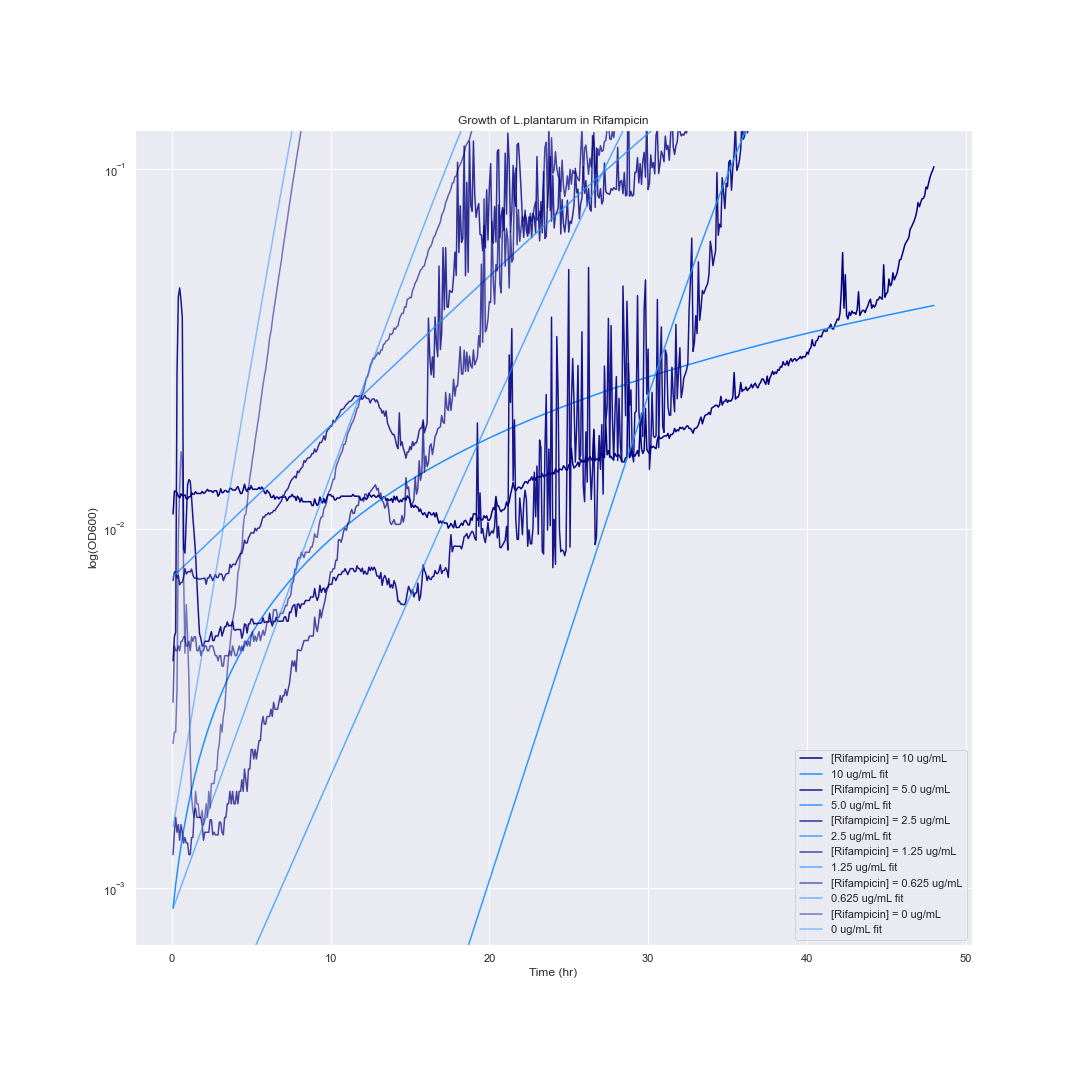 Growth of L.plantarum in Rifampicin
10⁻¹
10⁻²
10⁻³
log(OD600)
[Rifampicin] = 10 ug/mL
10 ug/mL fit
[Rifampicin] = 5.0 ug/mL
5.0 ug/mL fit
[Rifampicin] = 2.5 ug/mL
2.5 ug/mL fit
[Rifampicin] = 1.25 ug/mL
1.25 ug/mL fit
[Rifampicin] = 0.625 ug/mL
0.625 ug/mL fit
[Rifampicin] = 0 ug/mL
0 ug/mL fit
0 10 20 30 40 50
Time (hr)